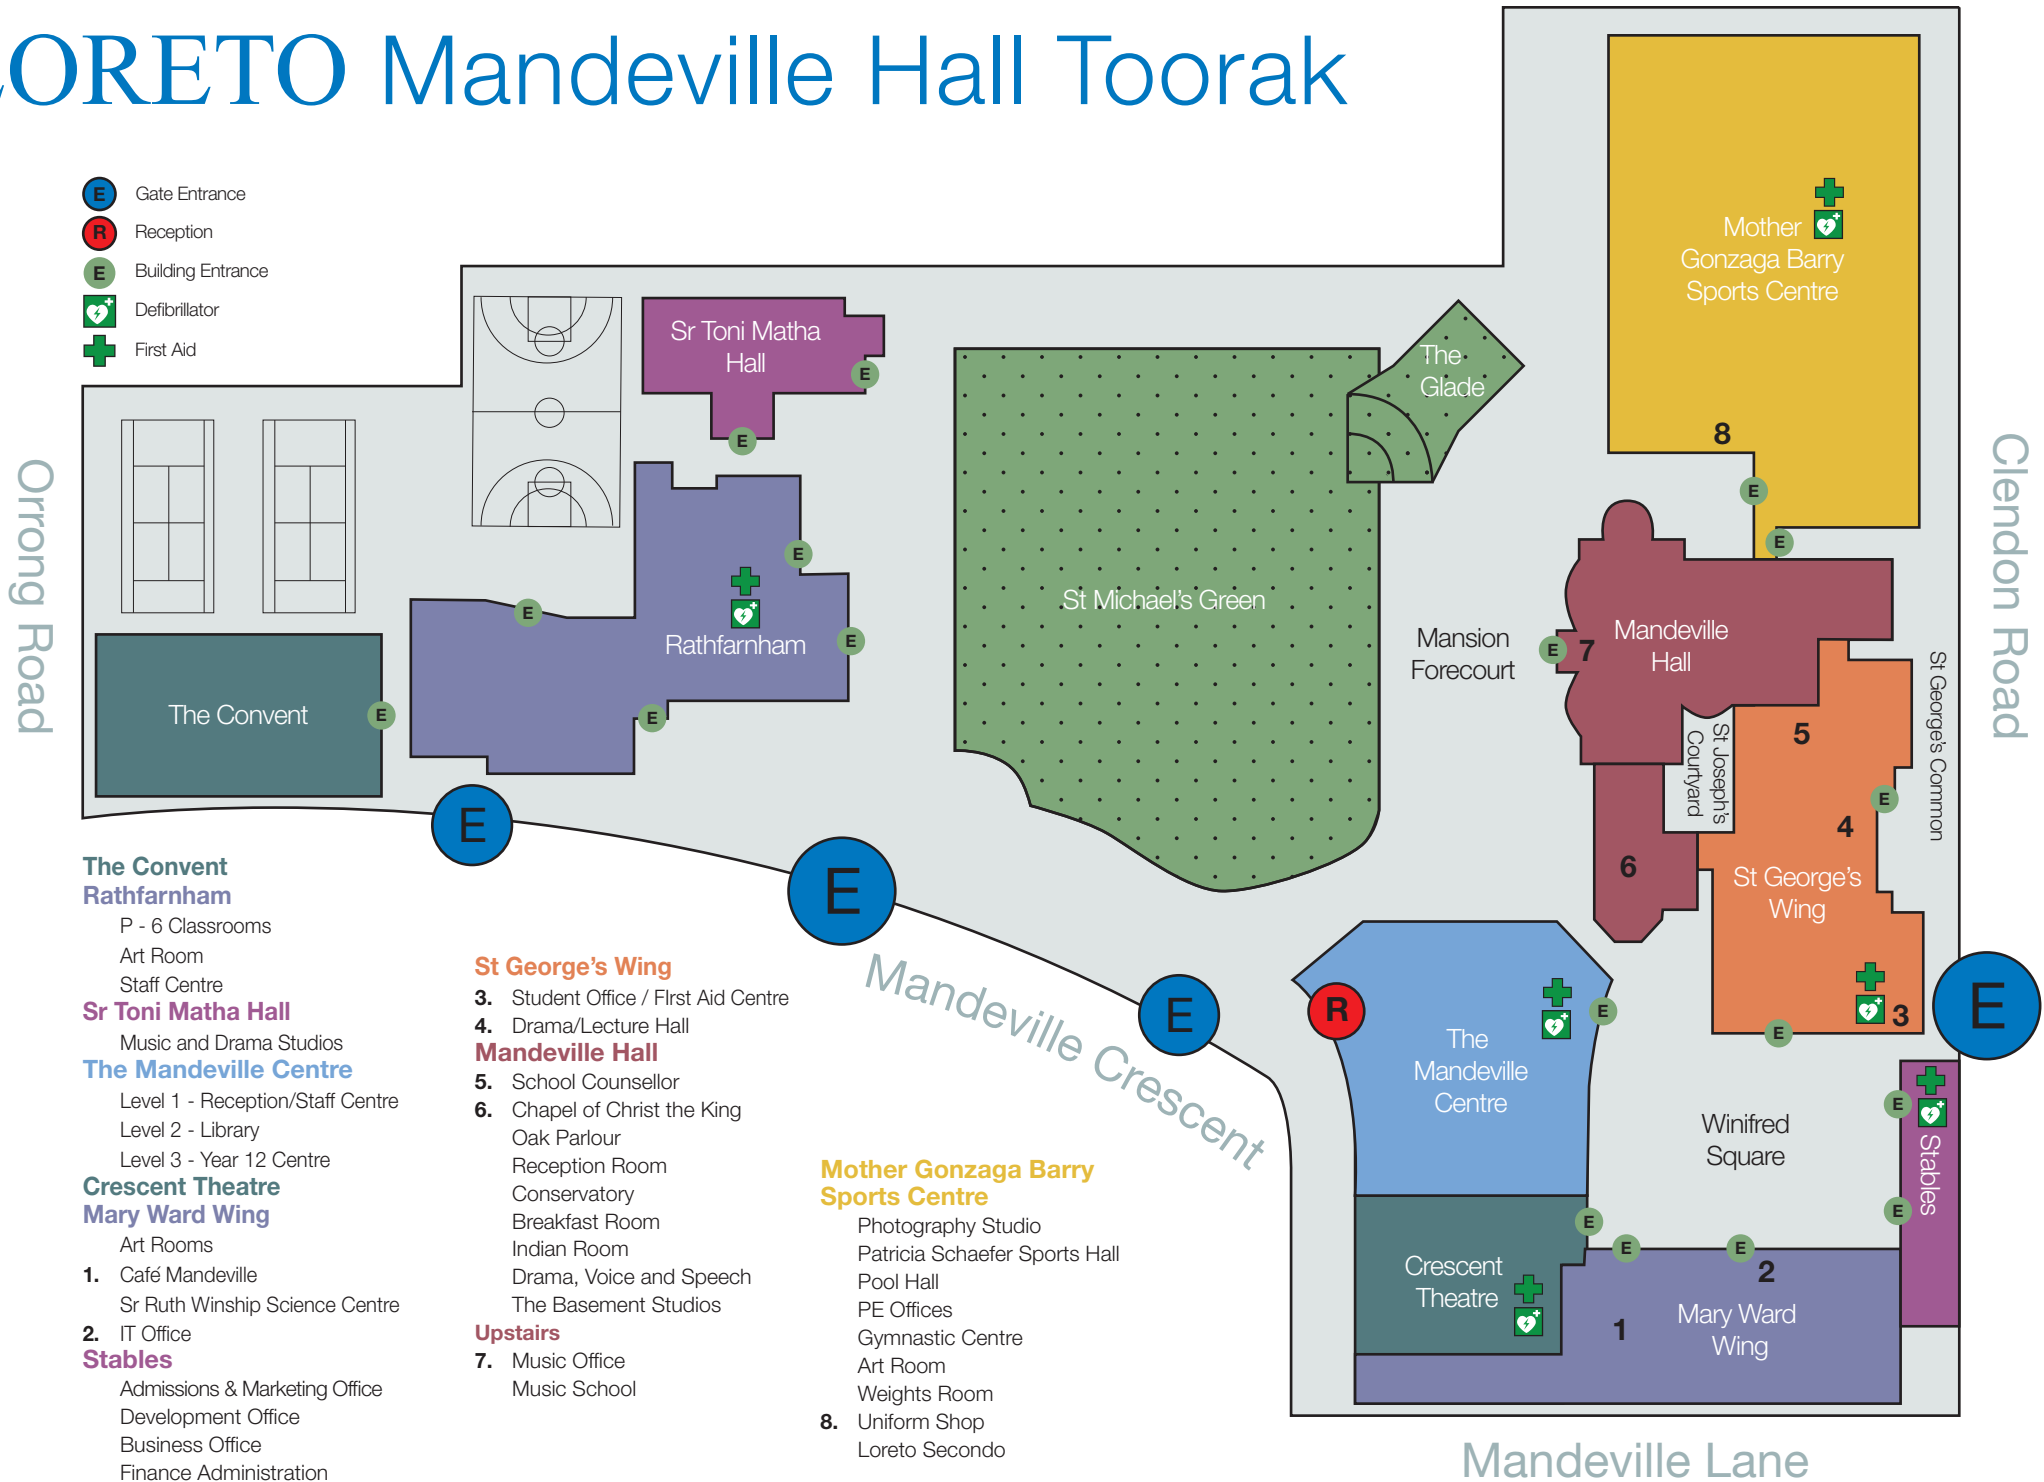 LORETO Mandeville Hall Toorak
E Gate Entrance
R Reception
E Building Entrance
Defibrillator
First Aid
Orrong Road
Clendon Road
Mandeville Crescent
Mandeville Lane
Sr Toni Matha
Hall
E
E
The
Glade
Mother
Gonzaga Barry
Sports Centre
8
E
E
E
E
Rathfarnham
E
E
The Convent
E
St Michael's Green
Mansion
Forecourt
E
7
Mandeville
Hall
St Joseph's
Courtyard
5
St George's Common
E
4
6
St George's
Wing
3
E
E
E
E
E
E
R
The
Mandeville
Centre
E
Winifred
Square
E
E
Stables
Crescent
Theatre
E
E
E
2
1
Mary Ward
Wing
The Convent
Rathfarnham
P - 6 Classrooms
Art Room
Staff Centre
Sr Toni Matha Hall
Music and Drama Studios
The Mandeville Centre
Level 1 - Reception/Staff Centre
Level 2 - Library
Level 3 - Year 12 Centre
Crescent Theatre
Mary Ward Wing
Art Rooms
1. Café Mandeville
Sr Ruth Winship Science Centre
2. IT Office
Stables
Admissions & Marketing Office
Development Office
Business Office
Finance Administration
St George's Wing
3. Student Office / FIrst Aid Centre
4. Drama/Lecture Hall
Mandeville Hall
5. School Counsellor
6. Chapel of Christ the King
Oak Parlour
Reception Room
Conservatory
Breakfast Room
Indian Room
Drama, Voice and Speech
The Basement Studios
Upstairs
7. Music Office
Music School
Mother Gonzaga Barry
Sports Centre
Photography Studio
Patricia Schaefer Sports Hall
Pool Hall
PE Offices
Gymnastic Centre
Art Room
Weights Room
8. Uniform Shop
Loreto Secondo